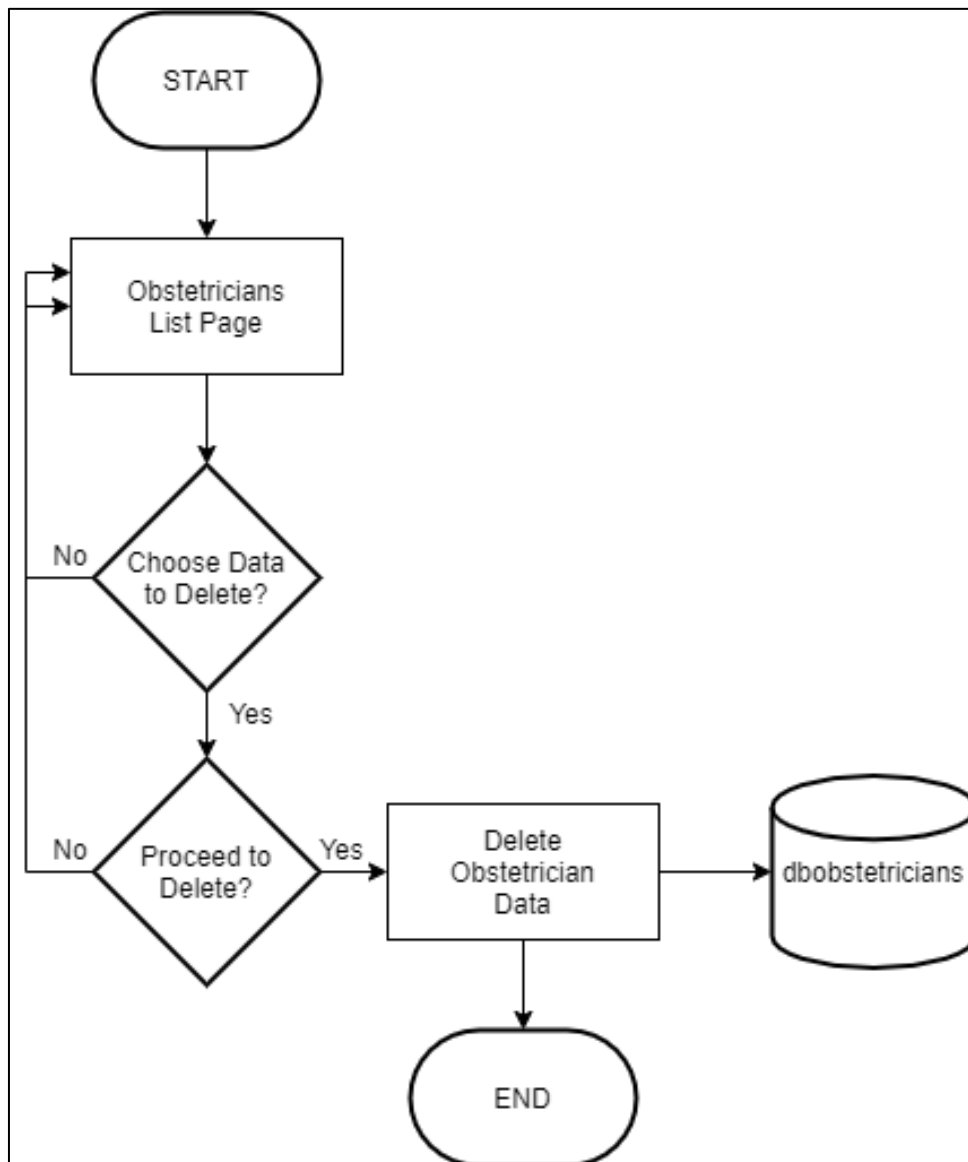 START
Obstetricians
List Page
No
Choose Data
to Delete?
Yes
No
Proceed to
Delete?
Yes
Delete
Obstetrician
Data
dbobstetricians
END